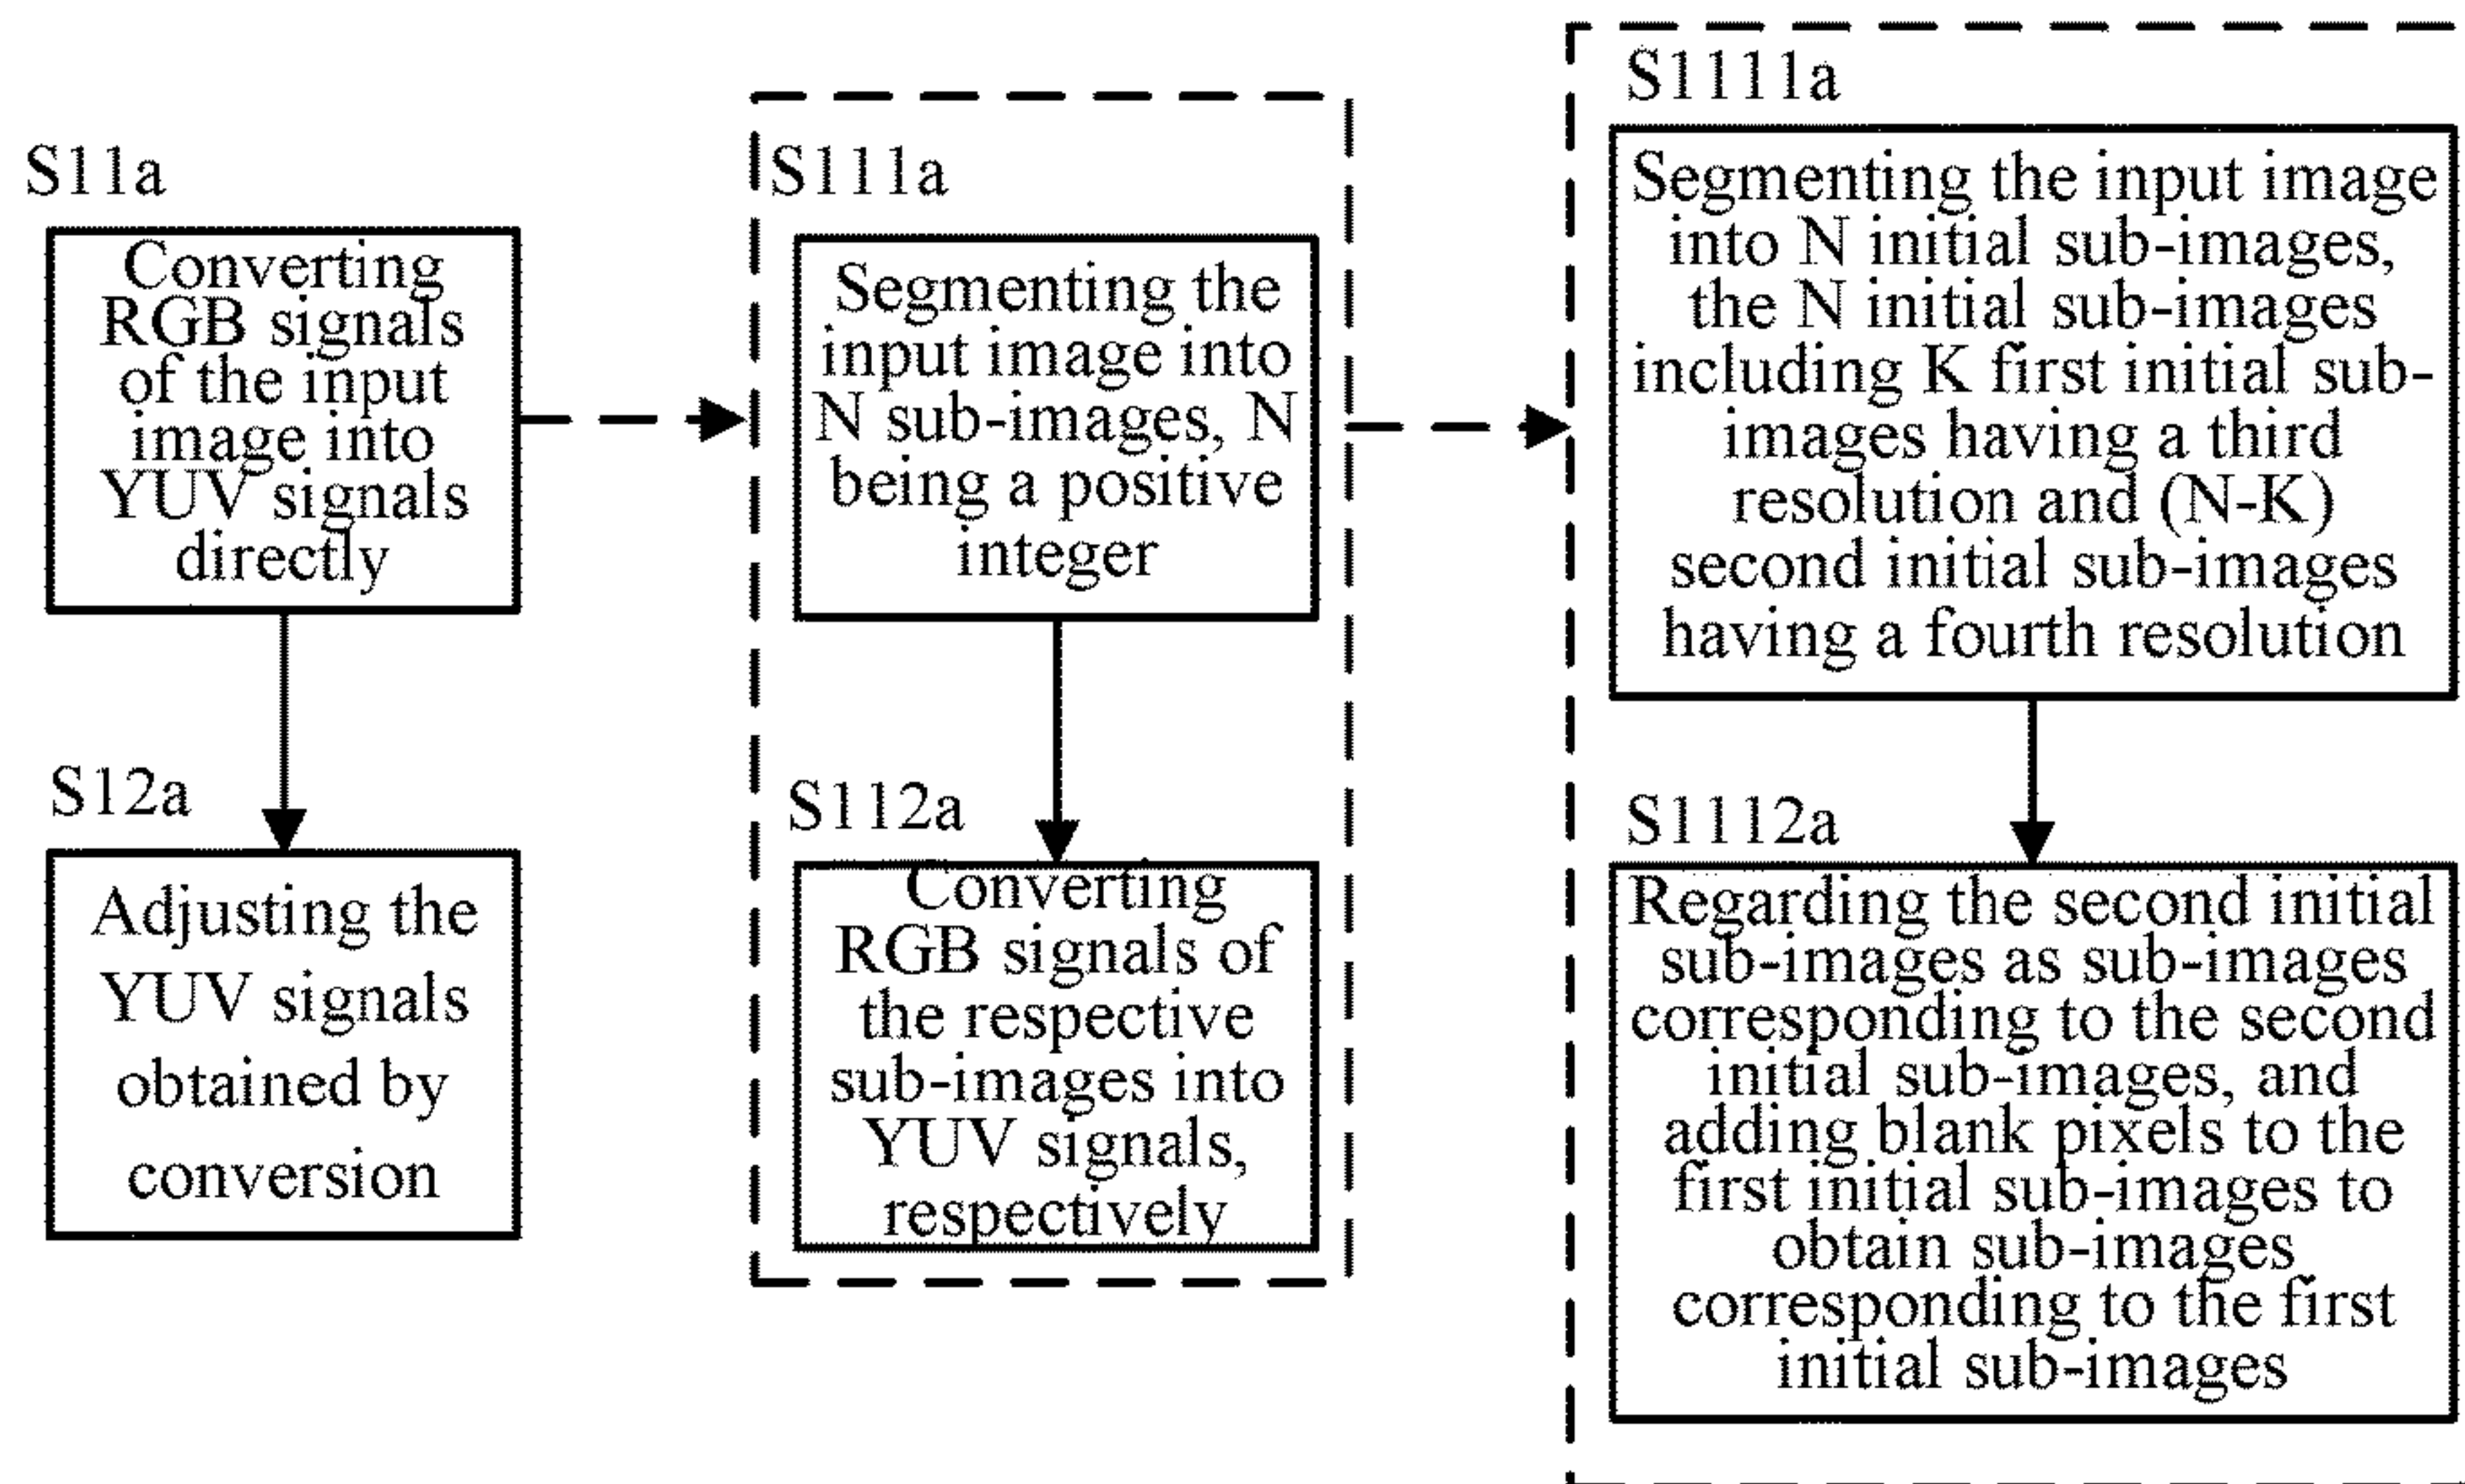 S11a
Converting
RGB signals
of the input
image into
YUV signals
directly
S12a
Adjusting the
YUV signals
obtained by
conversion
S111a
Segmenting the
input image into
N sub-images, N
being a positive
integer
S112a
Converting
RGB signals of
the respective
sub-images into
YUV signals,
respectively
S1111a
Segmenting the input image
into N initial sub-images,
the N initial sub-images
including K first initial sub-
images having a third
resolution and (N-K)
second initial sub-images
having a fourth resolution
S1112a
Regarding the second initial
sub-images as sub-images
corresponding to the second
initial sub-images, and
adding blank pixels to the
first initial sub-images to
obtain sub-images
corresponding to the first
initial sub-images